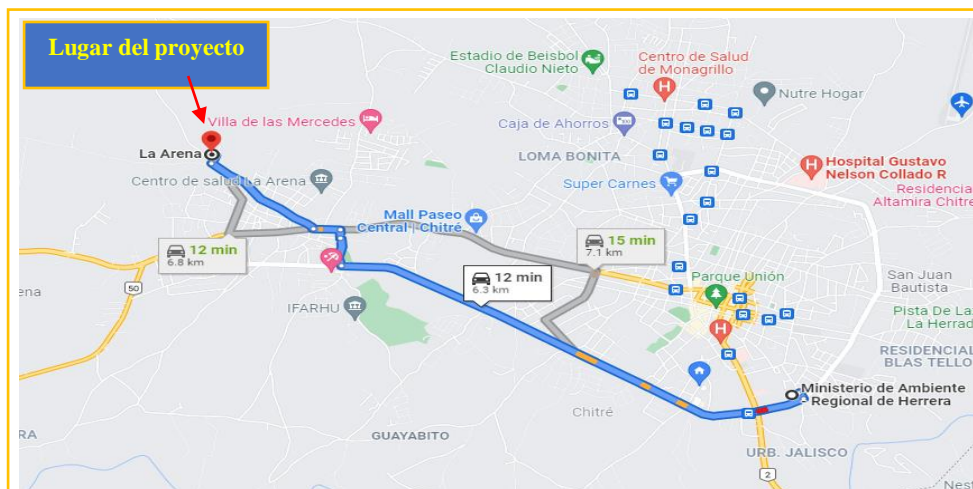 Lugar del proyecto
Estadio de Beisbol
Claudio Nieto
Centro de Salud
de Monagrillo
Nutre Hogar
Villa de las Mercedes
Caja de Ahorros
La Arena
LOMA BONITA
Hospital Gustavo
Nelson Collado R
Centro de salud La Arena
Super Carnes
Residencia
Altamira Chitre
Mall Paseo
Central - Chitré
12 min
6.8 km
15 min
7.1 km
12 min
6.3 km
Parque Unión
San Juan
Bautista
50
ena
IFARHU
Pista De Laz
La Herrad
RESIDENCIAL
BLAS TELLO
Ministerio de Ambiente
- Regional de Herrera
Chitré
GUAYABITO
RA
URB. JALISCO
2
Nest